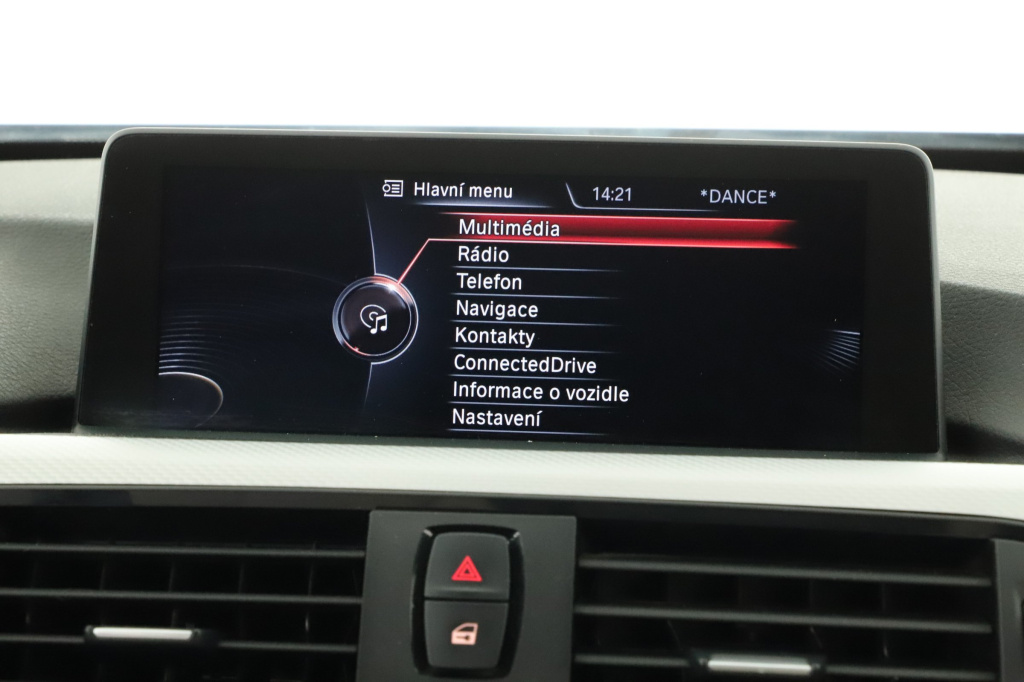 Hlavní menu 14:21 *DANCE*
Multimédia
Rádio
Telefon
Navigace
Kontakty
ConnectedDrive
Informace o vozidle
Nastavení